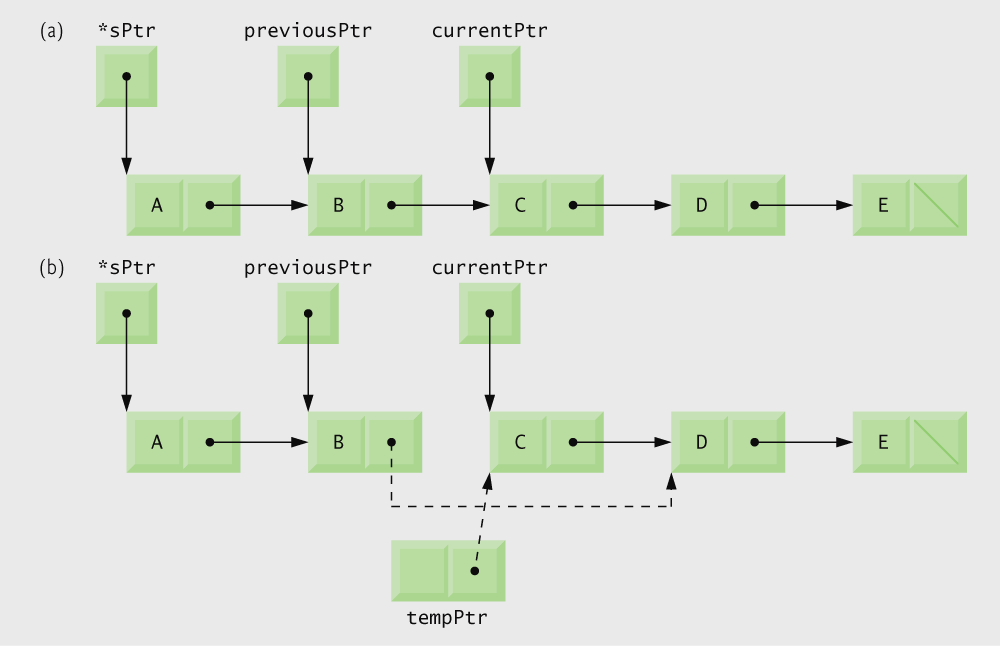 (a) *sPtr previousPtr currentPtr
A B C D E
(b) *sPtr previousPtr currentPtr
A B C D E
tempPtr